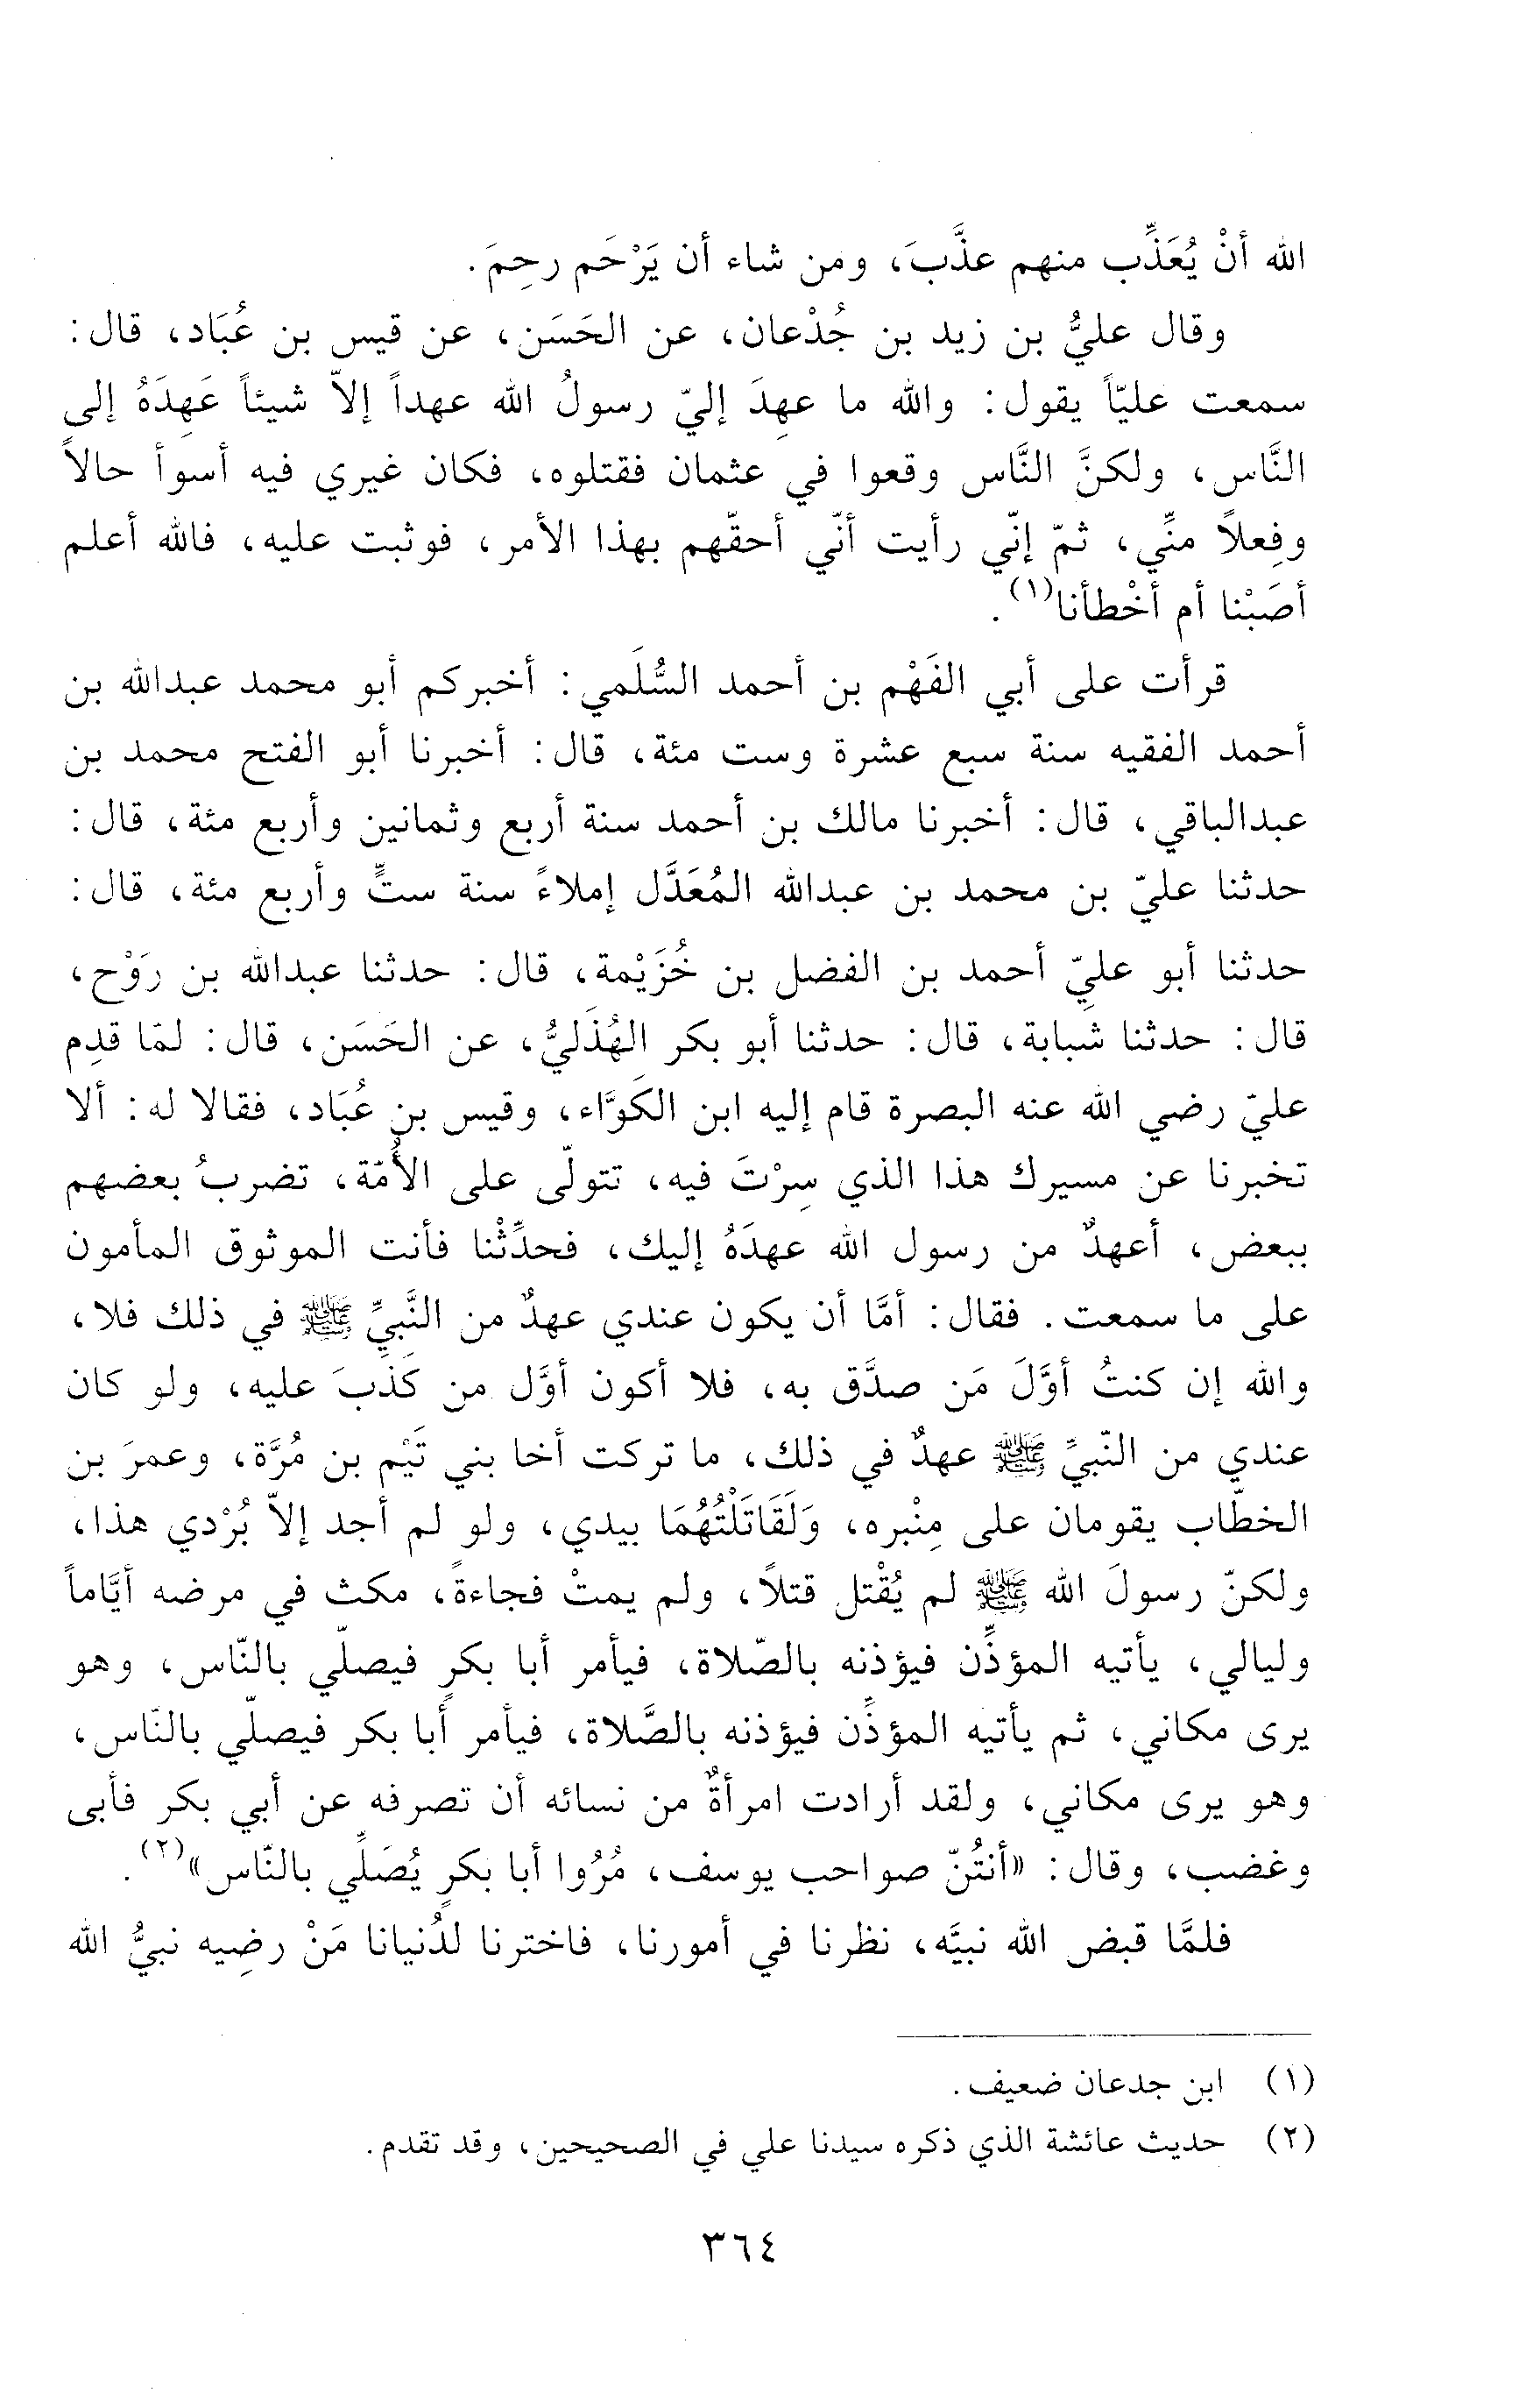 الله أنْ يُعَذِّب منهم عذَّبَ، ومن شاء أن يَرْحَم رحِمَ.
وقال عليُّ بن زيد بن جُدْعان، عن الحَسَن، عن قيس بن عُبَاد، قال:
سمعت عليّاً يقول: والله ما عهِدَ إليّ رسولُ الله عهداً إلاّ شيئاً عَهِدَهُ إلى
النَّاس، ولكنَّ النَّاس وقعوا في عثمان فقتلوه، فكان غيري فيه أسوأ حالاً
وفِعلاً منِّي، ثمّ إنّي رأيت أنّي أحقّهم بهذا الأمر، فوثبت عليه، فالله أعلم
أصَبْنا أم أخْطأنا(١).
قرأت على أبي الفَهْم بن أحمد السُّلَمي: أخبركم أبو محمد عبدالله بن
أحمد الفقيه سنة سبع عشرة وست مئة، قال: أخبرنا أبو الفتح محمد بن
عبدالباقي، قال: أخبرنا مالك بن أحمد سنة أربع وثمانين وأربع مئة، قال:
حدثنا عليّ بن محمد بن عبدالله المُعَدَّل إملاءً سنة ستٍّ وأربع مئة، قال:
حدثنا أبو عليّ أحمد بن الفضل بن خُزَيْمة، قال: حدثنا عبدالله بن رَوْح،
قال: حدثنا شبابة، قال: حدثنا أبو بكر الهُذَليُّ، عن الحَسَن، قال: لمّا قدِم
عليّ رضي الله عنه البصرة قام إليه ابن الكَوَّاء، وقيس بن عُبَاد، فقالا له: ألا
تخبرنا عن مسيرك هذا الذي سِرْتَ فيه، تتولّى على الأُمّة، تضربُ بعضهم
ببعض، أعهدٌ من رسول الله عهدَهُ إليك، فحدِّثْنا فأنت الموثوق المأمون
على ما سمعت. فقال: أمَّا أن يكون عندي عهدٌ من النَّبيِّ ﷺ في ذلك فلا،
والله إن كنتُ أوَّلَ مَن صدَّق به، فلا أكون أوَّل من كَذَبَ عليه، ولو كان
عندي من النّبيِّ ﷺ عهدٌ في ذلك، ما تركت أخا بني تَيْم بن مُرَّة، وعمرَ بن
الخطّاب يقومان على مِنْبره، وَلَقَاتَلْتُهُمَا بيدي، ولو لم أجد إلاّ بُرْدي هذا،
ولكنّ رسولَ الله ﷺ لم يُقْتل قتلاً، ولم يمتْ فجاءةً، مكث في مرضه أيَّاماً
وليالي، يأتيه المؤذِّن فيؤذنه بالصّلاة، فيأمر أبا بكرٍ فيصلّي بالنّاس، وهو
يرى مكاني، ثم يأتيه المؤذِّن فيؤذنه بالصَّلاة، فيأمر أبا بكر فيصلّي بالنّاس،
وهو يرى مكاني، ولقد أرادت امرأةٌ من نسائه أن تصرفه عن أبي بكر فأبى
وغضب، وقال: «أنتُنّ صواحب يوسف، مُرُوا أبا بكرٍ يُصَلِّي بالنّاس»(٢).
فلمَّا قبض الله نبيَّه، نظرنا في أمورنا، فاخترنا لدُنيانا مَنْ رضِيه نبيُّ الله
(١) ابن جدعان ضعيف.
(٢) حديث عائشة الذي ذكره سيدنا علي في الصحيحين، وقد تقدم.
٣٦٤